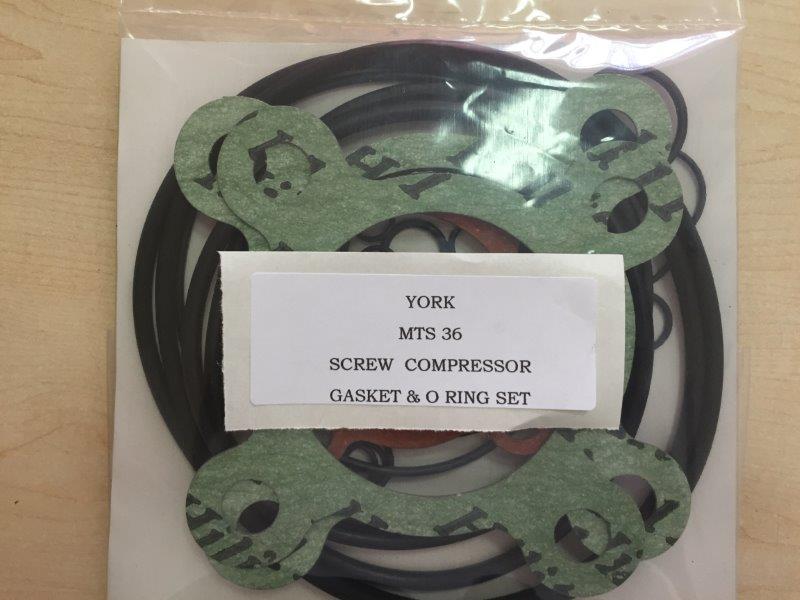 YORK
MTS 36
SCREW COMPRESSOR
GASKET & O RING SET